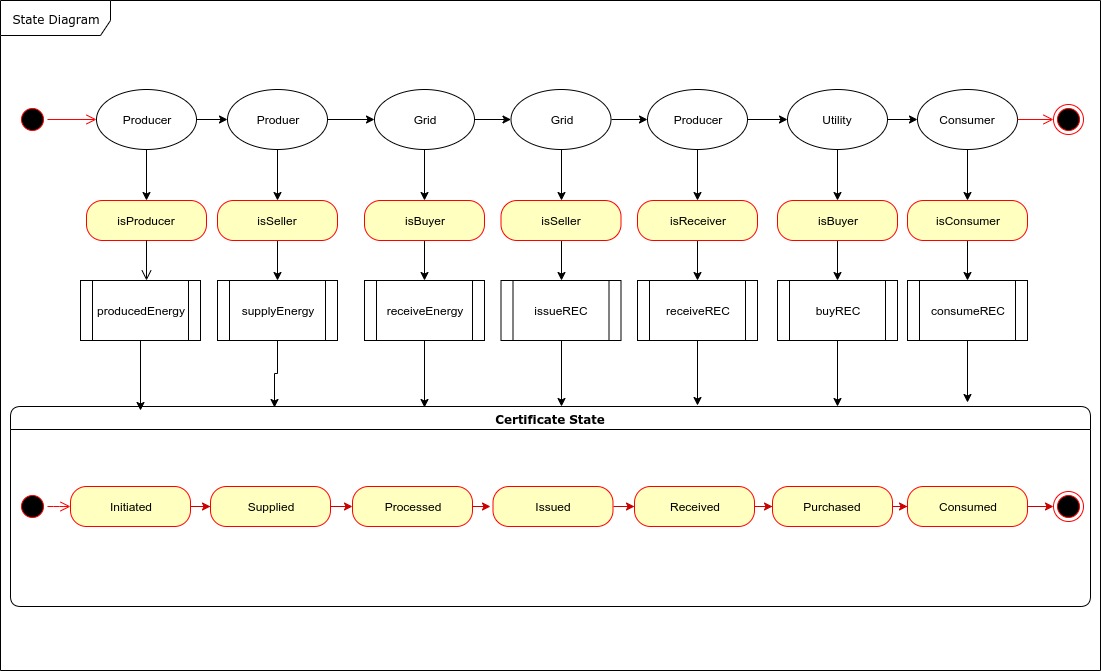 State Diagram
Producer
Produer
Grid
Grid
Producer
Utility
Consumer
isProducer
isSeller
isBuyer
isSeller
isReceiver
isBuyer
isConsumer
producedEnergy
supplyEnergy
receiveEnergy
issueREC
receiveREC
buyREC
consumeREC
Certificate State
Initiated
Supplied
Processed
Issued
Received
Purchased
Consumed